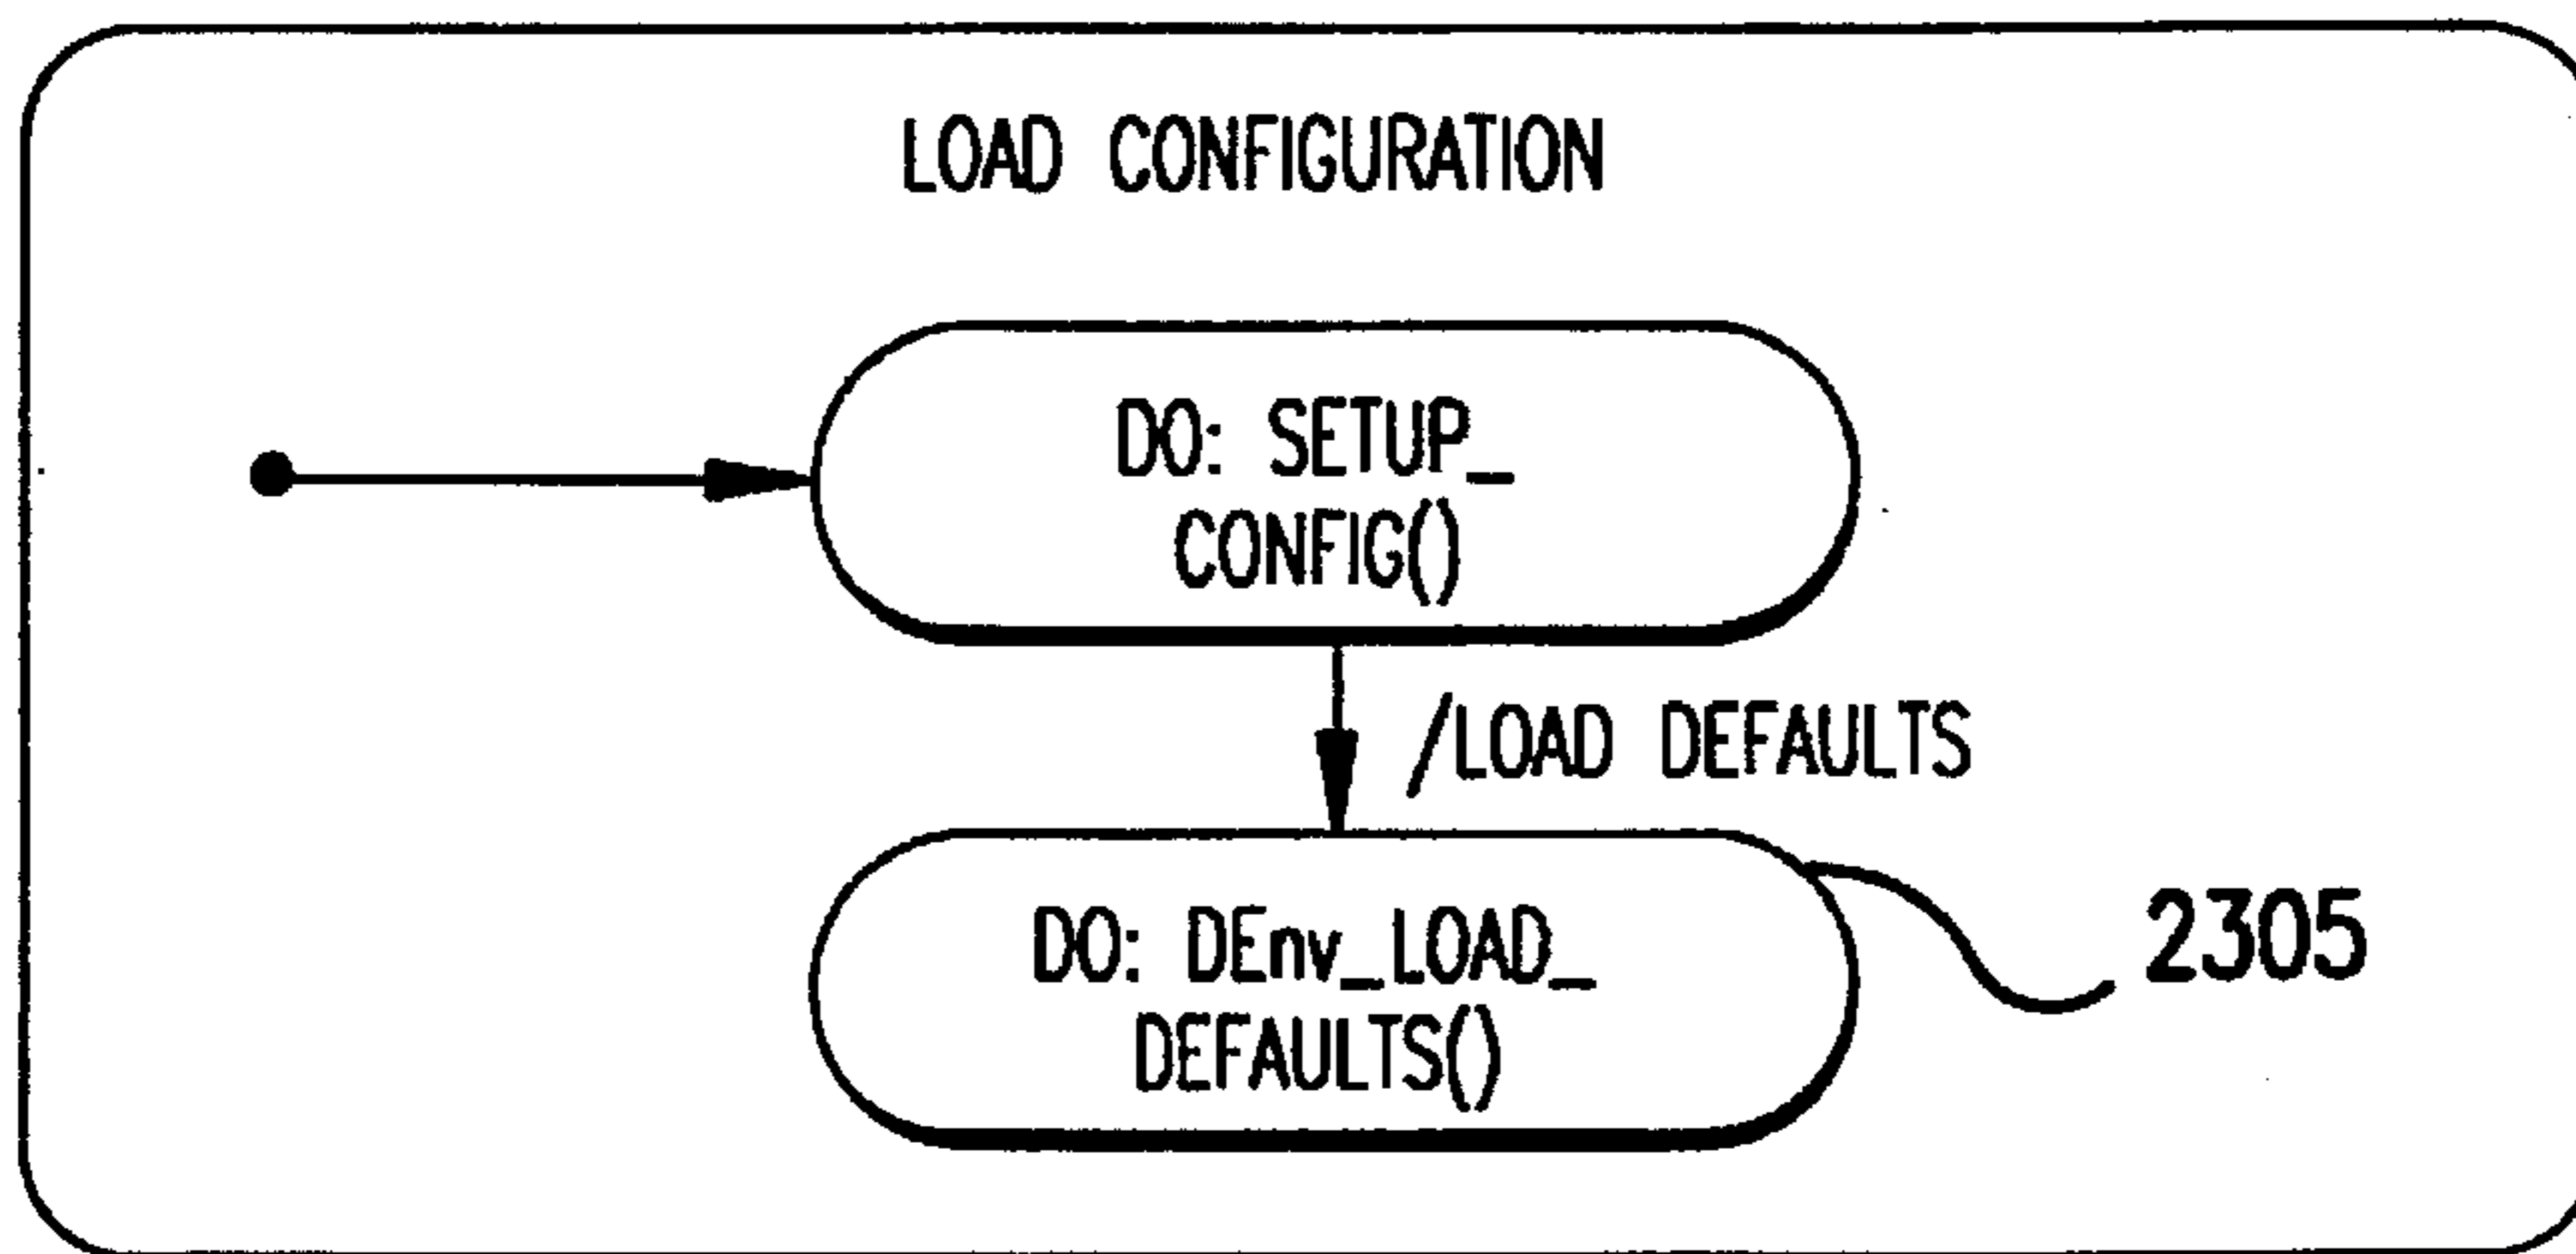 LOAD CONFIGURATION
DO: SETUP_
CONFIG()
/LOAD DEFAULTS
DO: DEnv_LOAD_
DEFAULTS()
2305